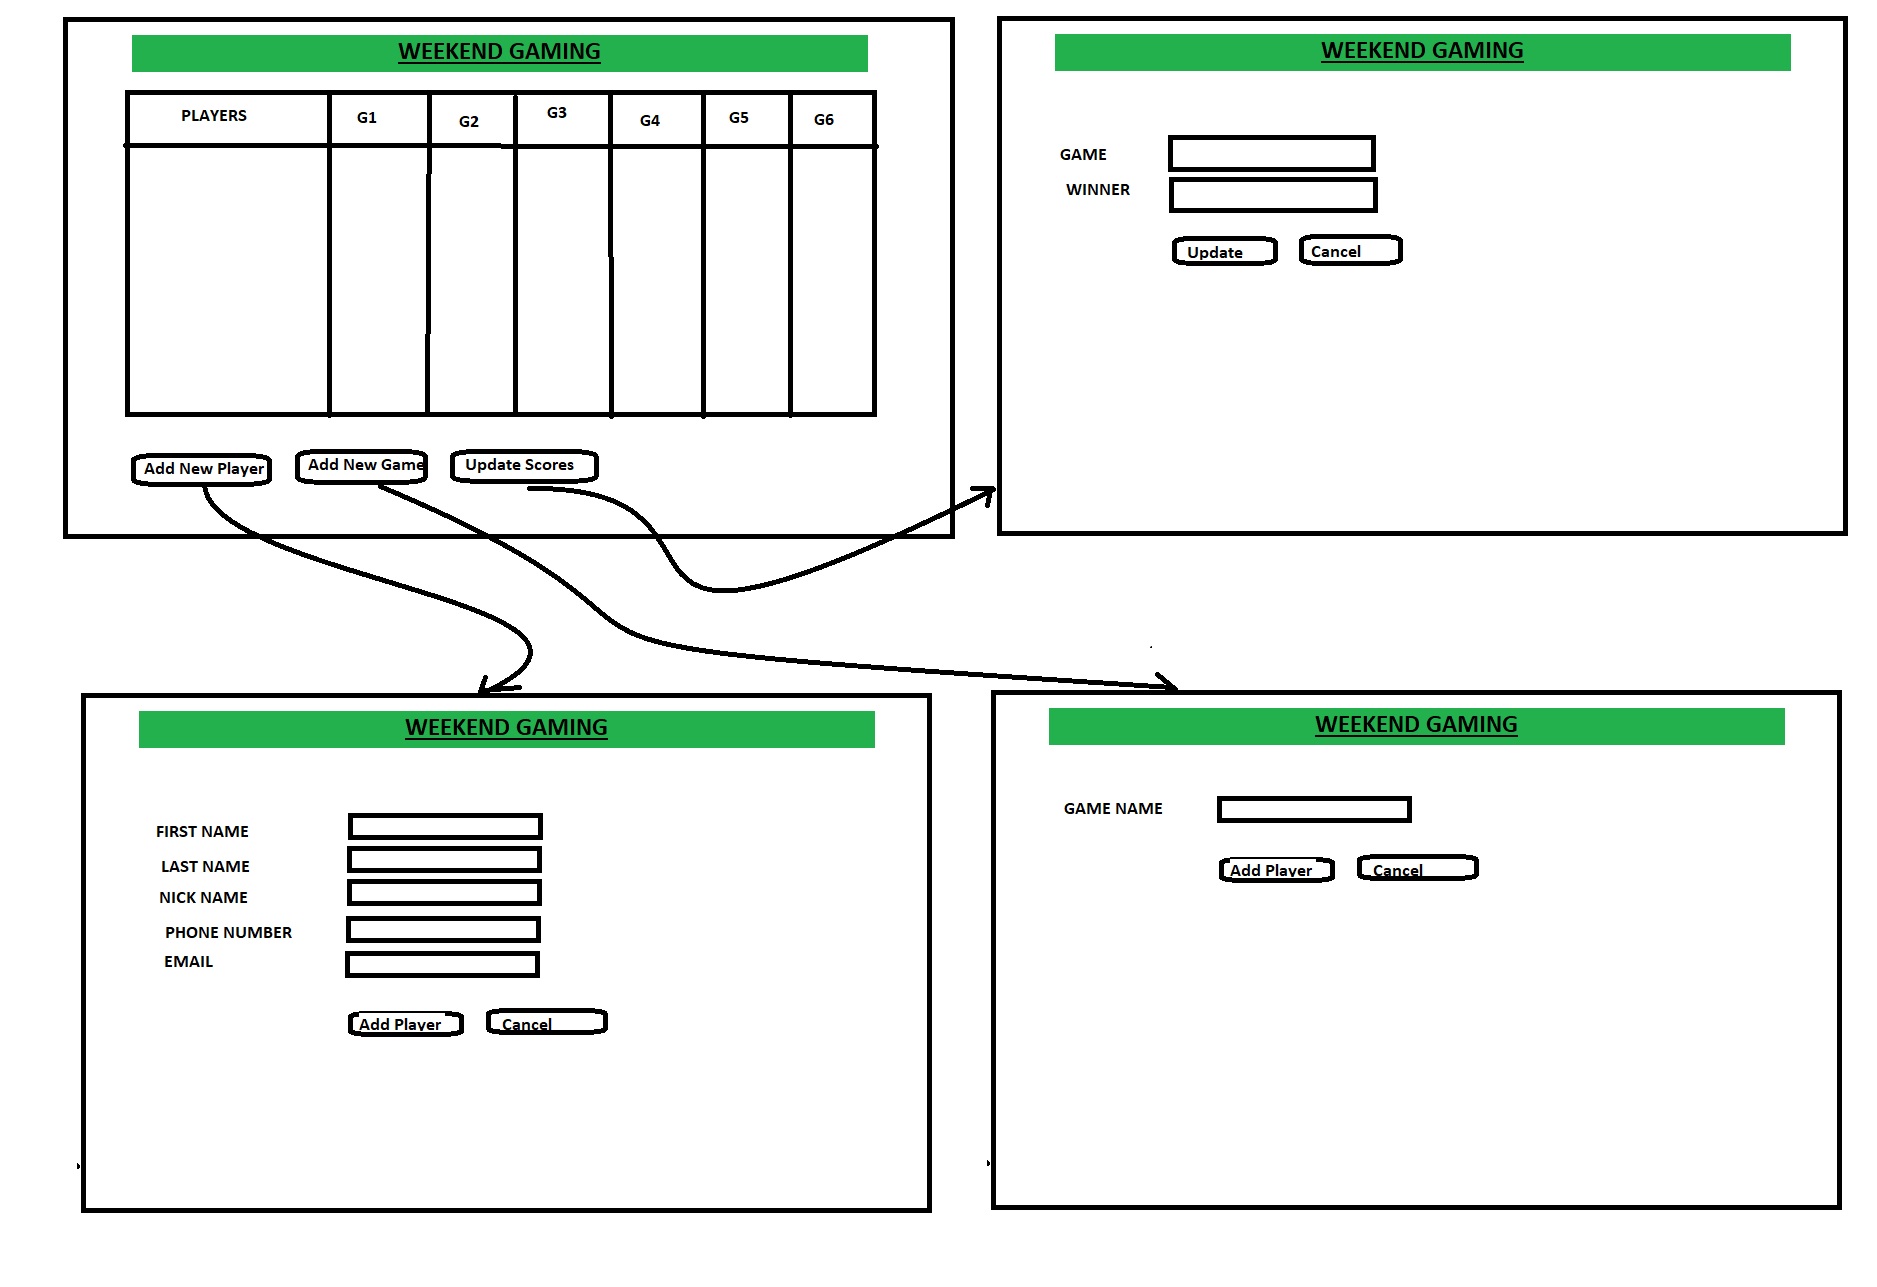 WEEKEND GAMING
PLAYERS G1 G2 G3 G4 G5 G6
Add New Player Add New Game Update Scores
WEEKEND GAMING
GAME
WINNER
Update Cancel
WEEKEND GAMING
FIRST NAME
LAST NAME
NICK NAME
PHONE NUMBER
EMAIL
Add Player Cancel
WEEKEND GAMING
GAME NAME
Add Player Cancel